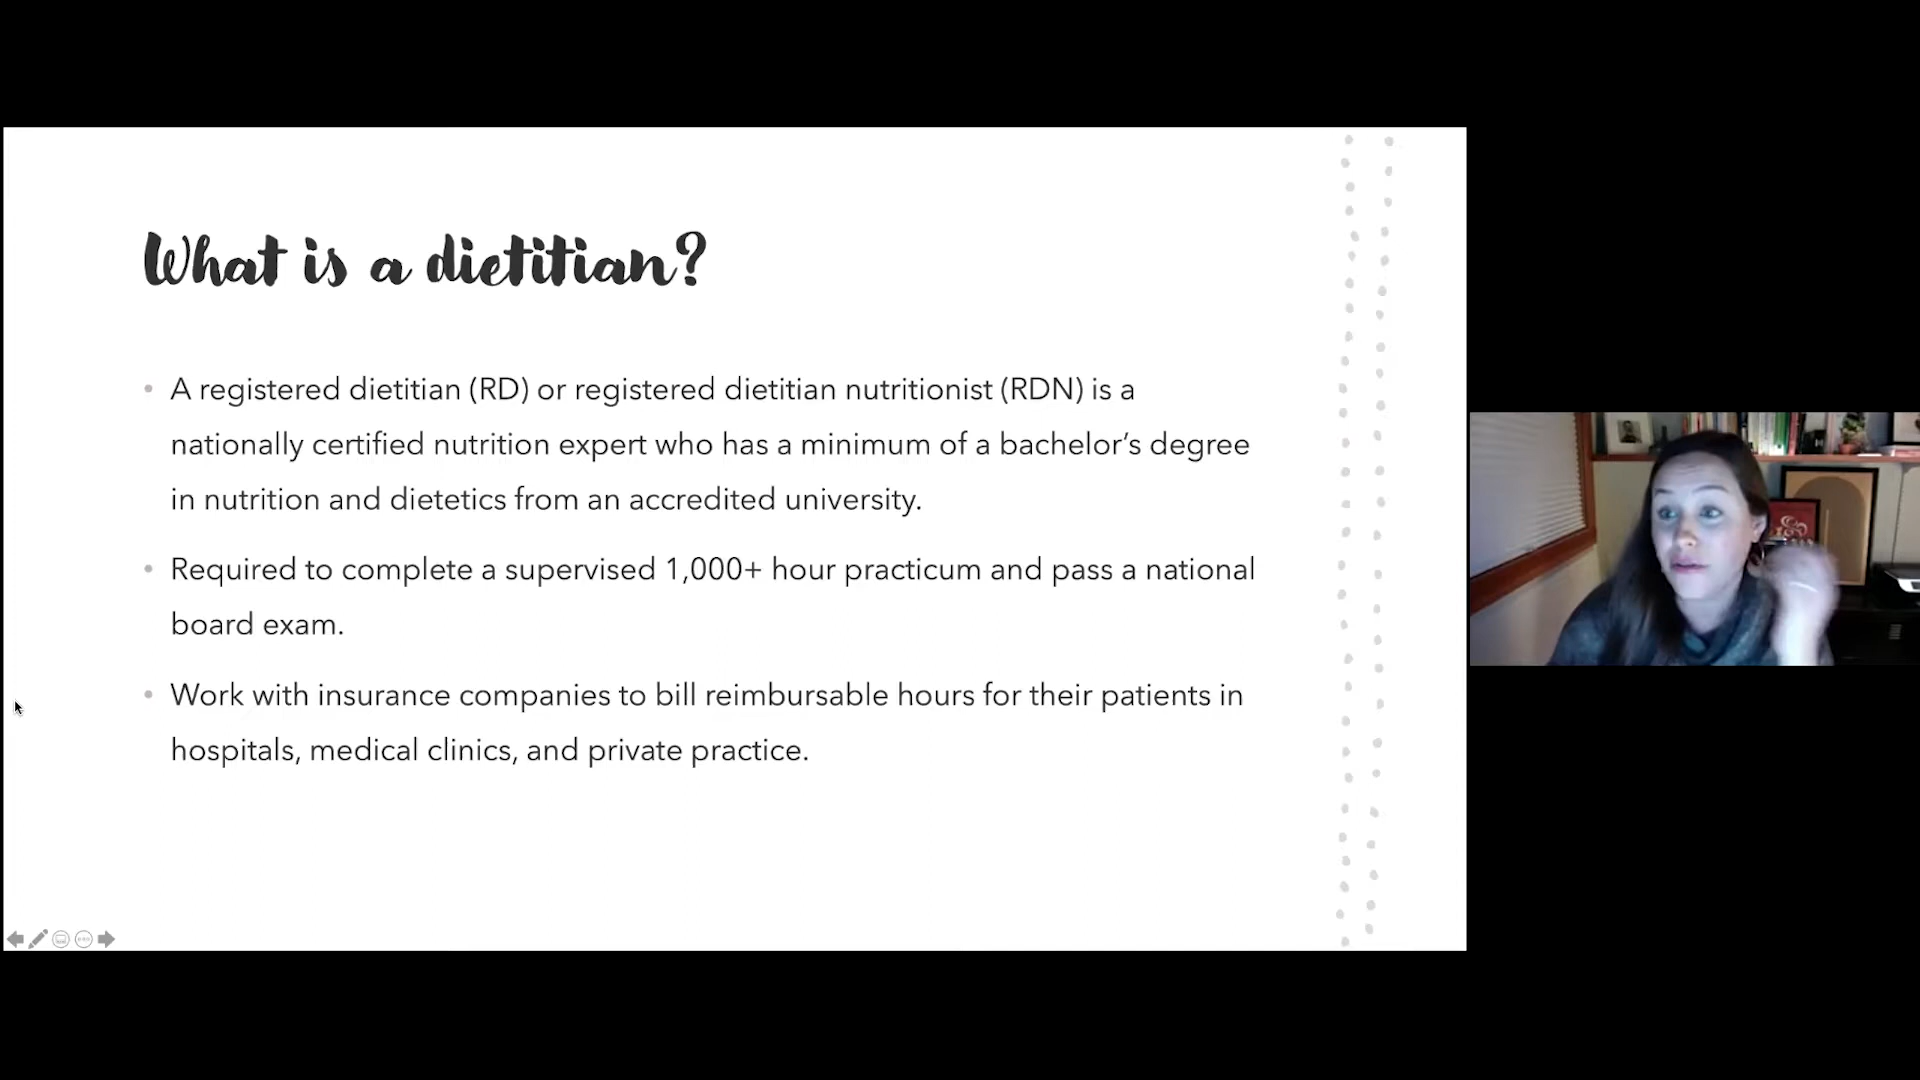 What is a dietitian?
• A registered dietitian (RD) or registered dietitian nutritionist (RDN) is a
nationally certified nutrition expert who has a minimum of a bachelor’s degree
in nutrition and dietetics from an accredited university.
• Required to complete a supervised 1,000+ hour practicum and pass a national
board exam.
• Work with insurance companies to bill reimbursable hours for their patients in
hospitals, medical clinics, and private practice.